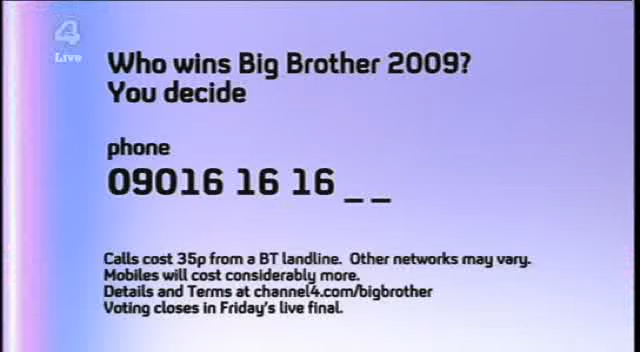 4
Live
Who wins Big Brother 2009?
You decide
phone
09016 16 16 _ _
Calls cost 35p from a BT landline. Other networks may vary.
Mobiles will cost considerably more.
Details and Terms at channel4.com/bigbrother
Voting closes in Friday's live final.